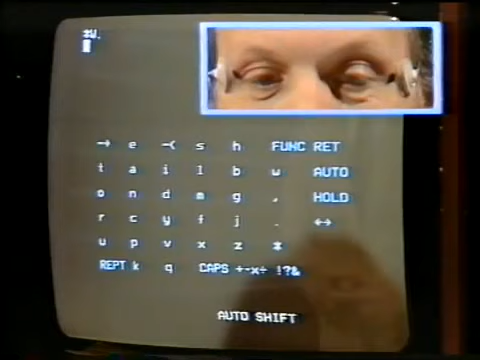 *W.
→ e ⤙ s h FUNC RET
t a i l b w AUTO
o n d m g , HOLD
r c y f j . ↔
u p v x z *
REPT k q CAPS +-x÷ !?&
AUTO SHIFT